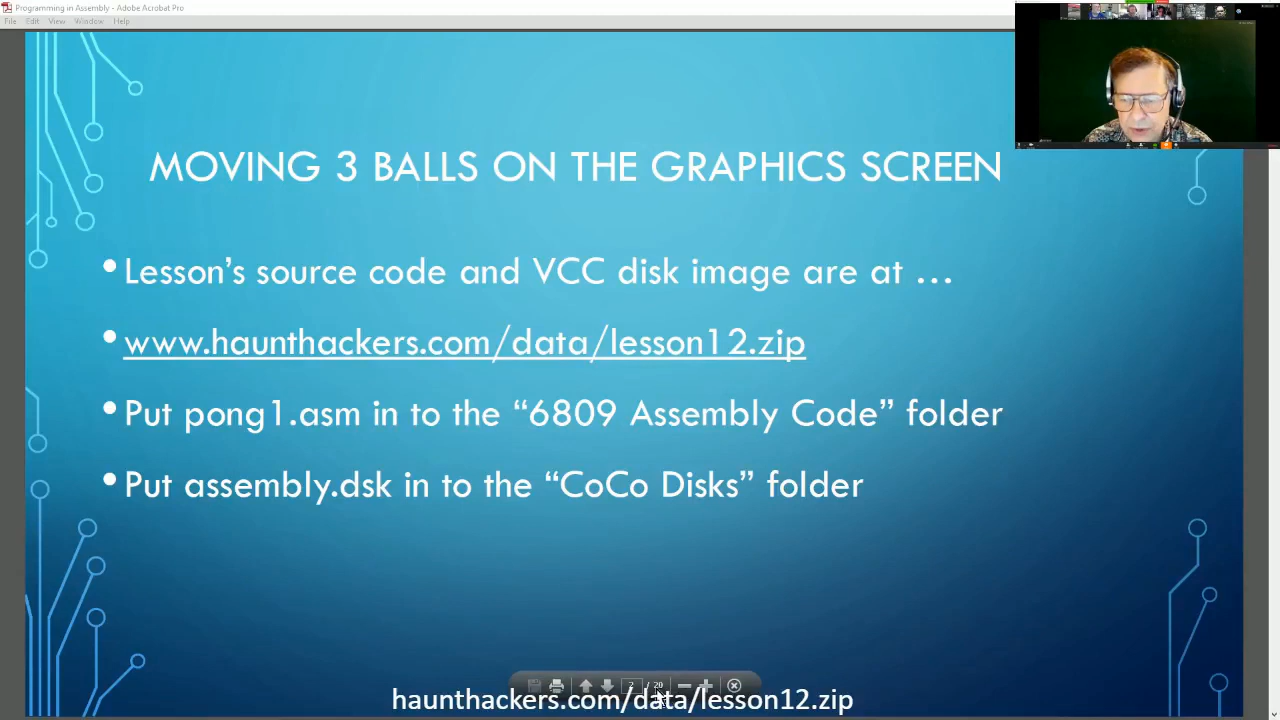 Programming in Assembly - Adobe Acrobat Pro
File Edit View Window Help
MOVING 3 BALLS ON THE GRAPHICS SCREEN
•Lesson’s source code and VCC disk image are at …
•www.haunthackers.com/data/lesson12.zip
•Put pong1.asm in to the “6809 Assembly Code” folder
•Put assembly.dsk in to the “CoCo Disks” folder
2 / 20
haunthackers.com/data/lesson12.zip